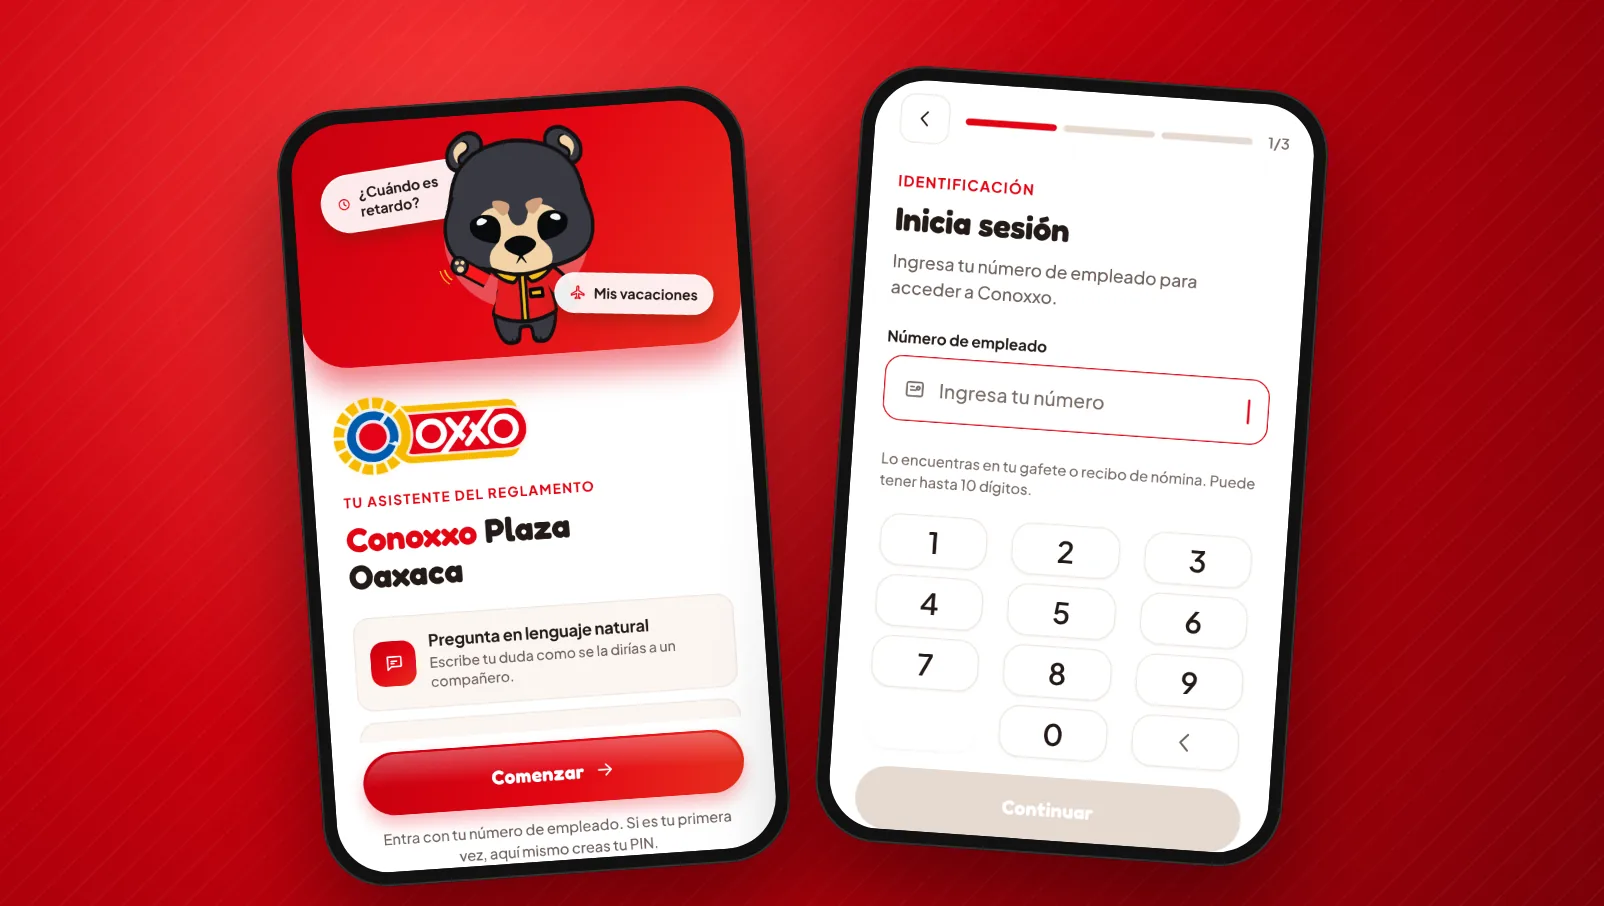 ¿Cuándo es
retardo?
Mis vacaciones
OXXO
TU ASISTENTE DEL REGLAMENTO
Conoxxo Plaza
Oaxaca
Pregunta en lenguaje natural
Escribe tu duda como se la dirías a un
compañero.
Comenzar →
Entra con tu número de empleado. Si es tu primera
vez, aquí mismo creas tu PIN.
1/3
IDENTIFICACIÓN
Inicia sesión
Ingresa tu número de empleado para
acceder a Conoxxo.
Número de empleado
Ingresa tu número
Lo encuentras en tu gafete o recibo de nómina. Puede
tener hasta 10 dígitos.
1 2 3
4 5 6
7 8 9
0
Continuar